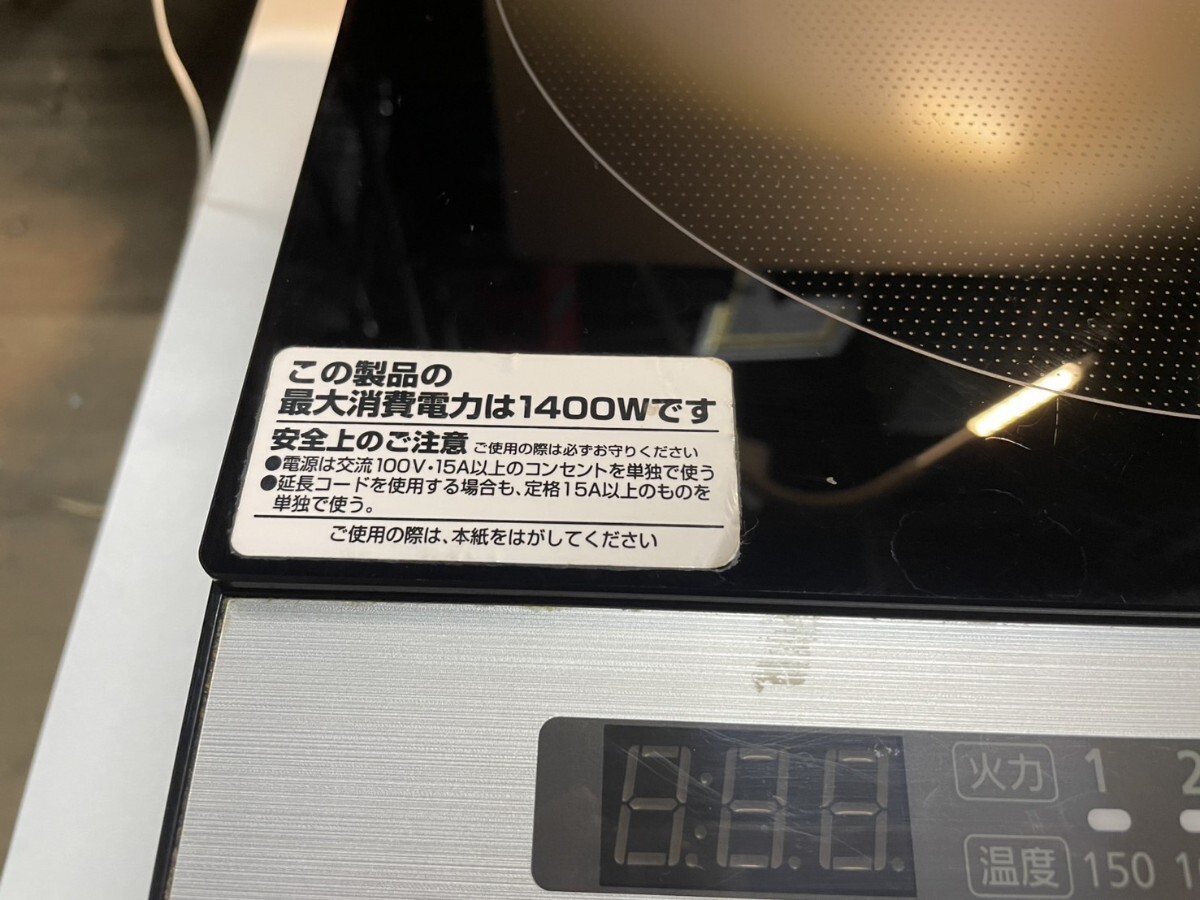 この製品の
最大消費電力は1400Wです
安全上のご注意 ご使用の際は必ずお守りください
●電源は交流100V・15A以上のコンセントを単独で使う
●延長コードを使用する場合も、定格15A以上のものを
単独で使う。
ご使用の際は、本紙をはがしてください
火力 1 2
温度 150